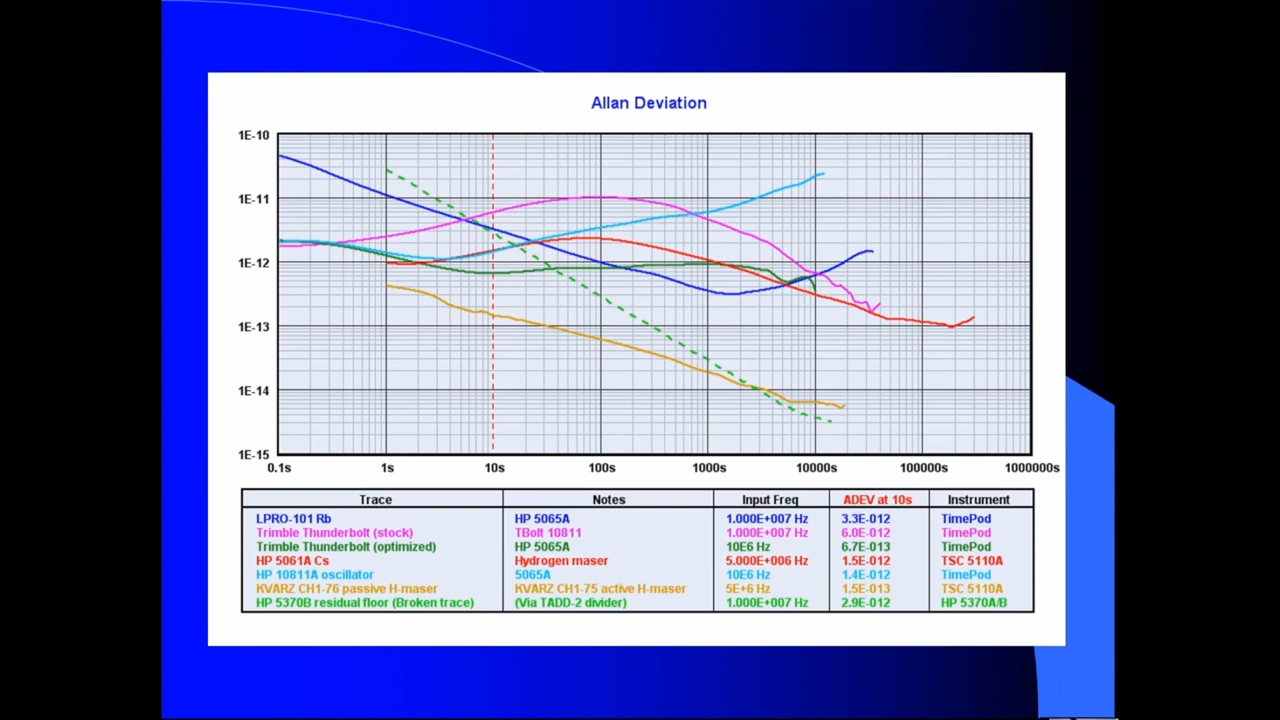 Allan Deviation
1E-10
1E-11
1E-12
1E-13
1E-14
1E-15
0.1s 1s 10s 100s 1000s 10000s 100000s 1000000s
Trace Notes Input Freq ADEV at 10s Instrument
LPRO-101 Rb HP 5065A 1.000E+007 Hz 3.3E-012 TimePod
Trimble Thunderbolt (stock) TBolt 10811 1.000E+007 Hz 6.0E-012 TimePod
Trimble Thunderbolt (optimized) HP 5065A 10E6 Hz 6.7E-013 TimePod
HP 5061A Cs Hydrogen maser 5.000E+006 Hz 1.5E-012 TSC 5110A
HP 10811A oscillator 5065A 10E6 Hz 1.4E-012 TimePod
KVARZ CH1-76 passive H-maser KVARZ CH1-75 active H-maser 5E+6 Hz 1.5E-013 TSC 5110A
HP 5370B residual floor (Broken trace) (Via TADD-2 divider) 1.000E+007 Hz 2.9E-012 HP 5370A/B